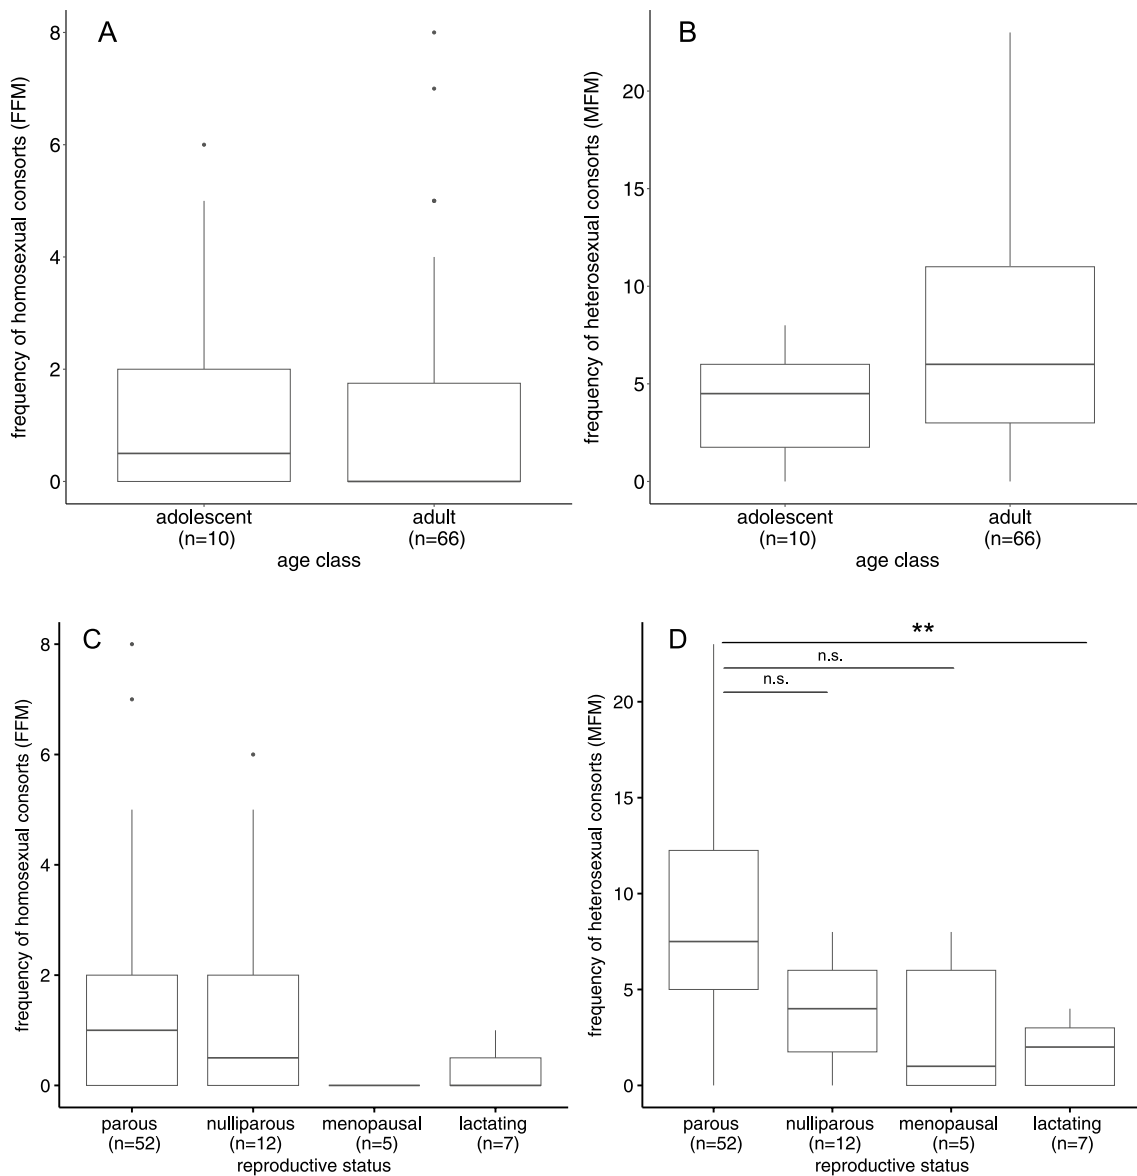 A
frequency of homosexual consorts (FFM)
8
6
4
2
0
adolescent
(n=10)
adult
(n=66)
age class
B
frequency of heterosexual consorts (MFM)
20
15
10
5
0
adolescent
(n=10)
adult
(n=66)
age class
C
frequency of homosexual consorts (FFM)
8
6
4
2
0
parous
(n=52)
nulliparous
(n=12)
menopausal
(n=5)
lactating
(n=7)
reproductive status
D
frequency of heterosexual consorts (MFM)
**
n.s.
n.s.
20
15
10
5
0
parous
(n=52)
nulliparous
(n=12)
menopausal
(n=5)
lactating
(n=7)
reproductive status